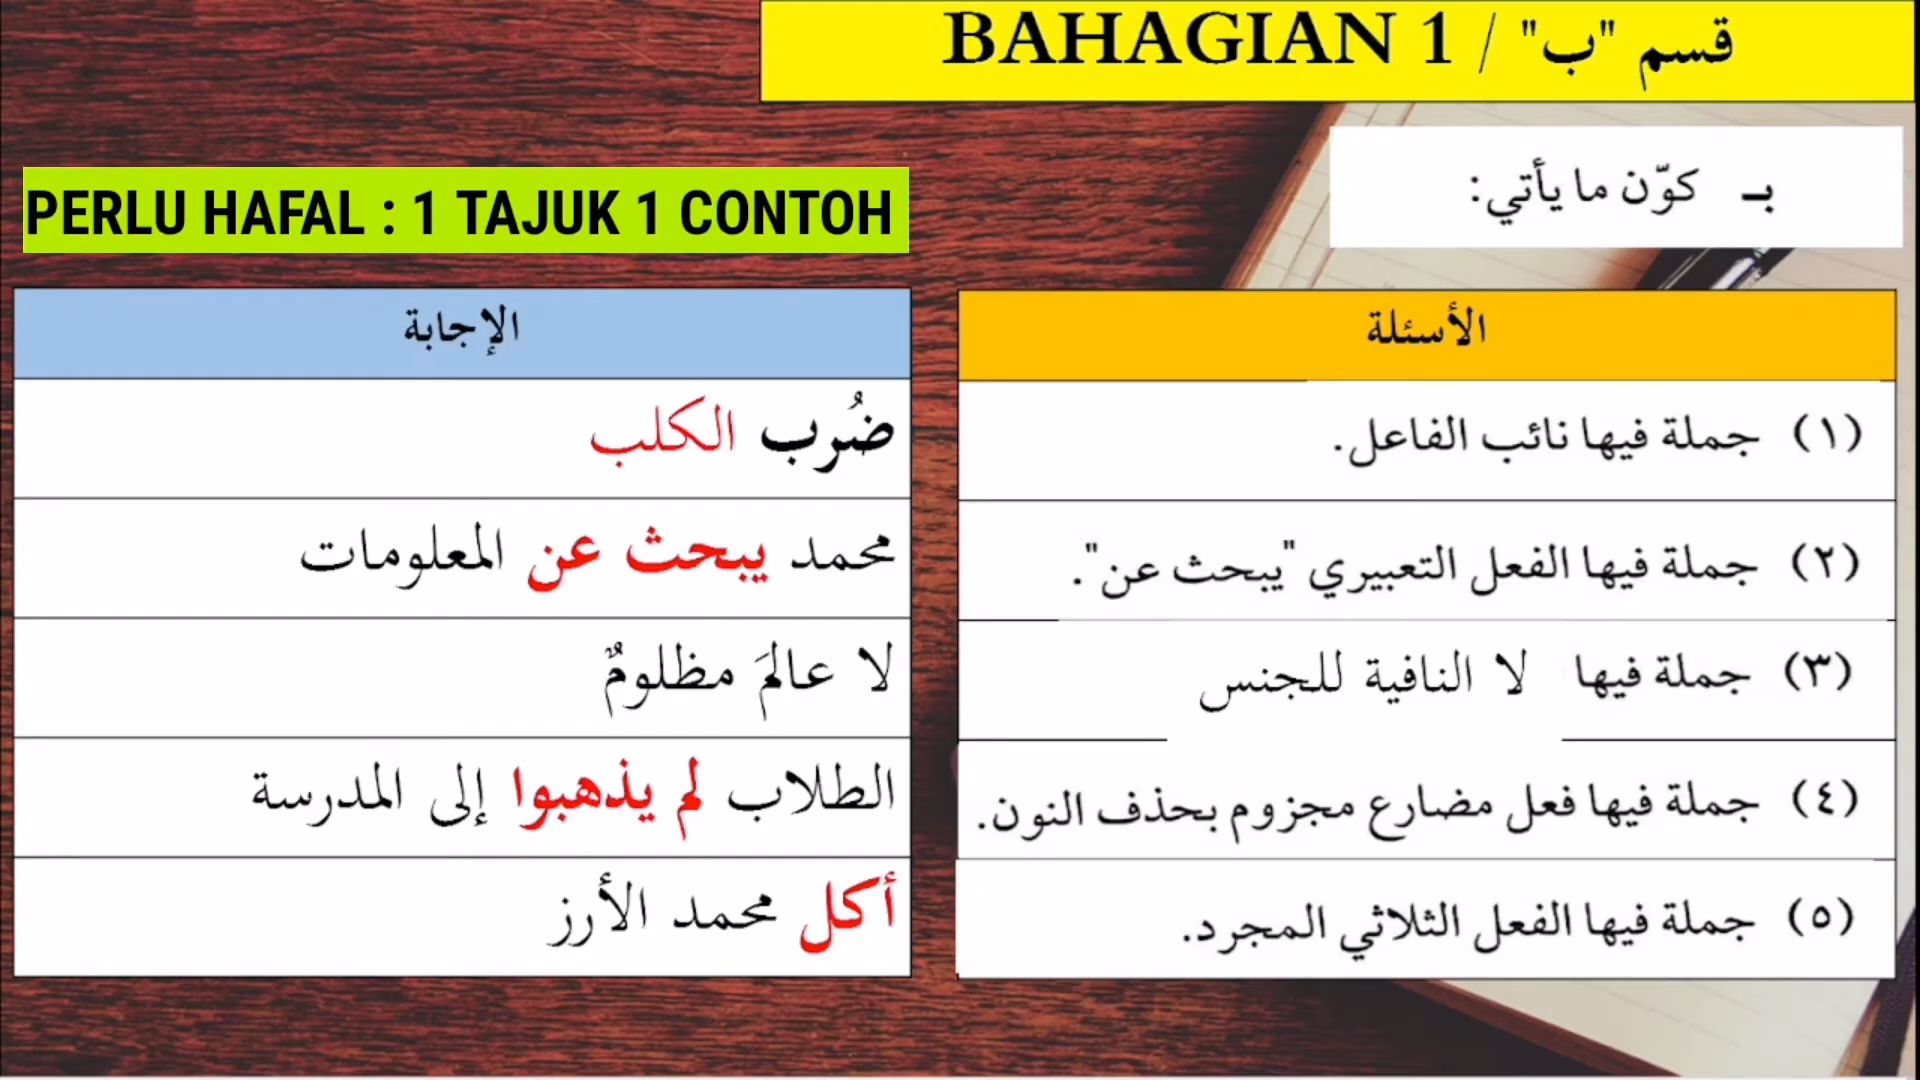 قسم "ب" / BAHAGIAN 1
بـ كوّن ما يأتي:
PERLU HAFAL : 1 TAJUK 1 CONTOH
الأسئلة
الإجابة
(١) جملة فيها نائب الفاعل.
ضُرب الكلب
(٢) جملة فيها الفعل التعبيري "يبحث عن".
محمد يبحث عن المعلومات
(٣) جملة فيها لا النافية للجنس
لا عالمَ مظلومٌ
(٤) جملة فيها فعل مضارع مجزوم بحذف النون.
الطلاب لم يذهبوا إلى المدرسة
(٥) جملة فيها الفعل الثلاثي المجرد.
أكل محمد الأرز